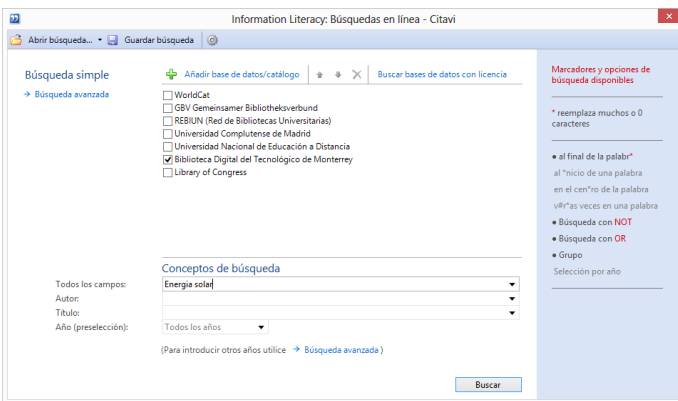 Information Literacy: Búsquedas en línea - Citavi
Abrir búsqueda... Guardar búsqueda
Búsqueda simple
Búsqueda avanzada
Añadir base de datos/catálogo Buscar bases de datos con licencia
WorldCat
GBV Gemeinsamer Bibliotheksverbund
REBIUN (Red de Bibliotecas Universitarias)
Universidad Complutense de Madrid
Universidad Nacional de Educación a Distancia
Biblioteca Digital del Tecnológico de Monterrey
Library of Congress
Conceptos de búsqueda
Todos los campos: Energia solar
Autor:
Título:
Año (preselección): Todos los años
(Para introducir otros años utilice Búsqueda avanzada )
Buscar
Marcadores y opciones de
búsqueda disponibles
* reemplaza muchos o 0
caracteres
• al final de la palabr*
al *nicio de una palabra
en el cen*ro de la palabra
v#r*as veces en una palabra
• Búsqueda con NOT
• Búsqueda con OR
• Grupo
Selección por año